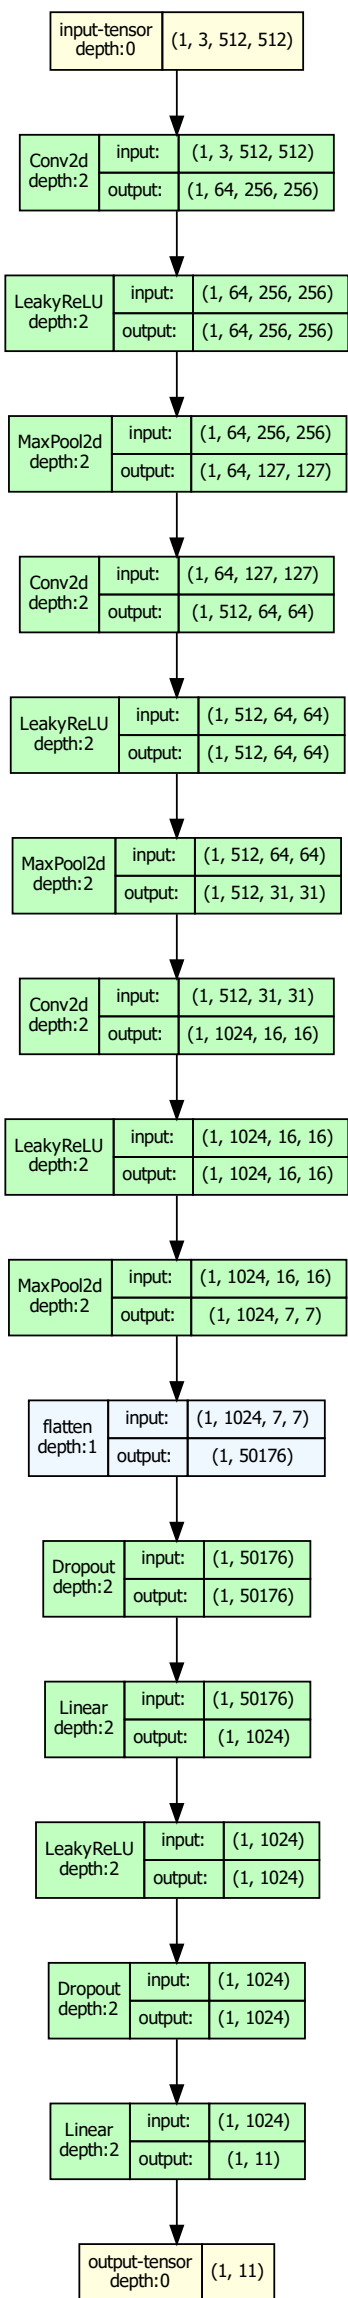 input-tensor
depth:0
(1, 3, 512, 512)
Conv2d
depth:2
input:
(1, 3, 512, 512)
output:
(1, 64, 256, 256)
LeakyReLU
depth:2
input:
(1, 64, 256, 256)
output:
(1, 64, 256, 256)
MaxPool2d
depth:2
input:
(1, 64, 256, 256)
output:
(1, 64, 127, 127)
Conv2d
depth:2
input:
(1, 64, 127, 127)
output:
(1, 512, 64, 64)
LeakyReLU
depth:2
input:
(1, 512, 64, 64)
output:
(1, 512, 64, 64)
MaxPool2d
depth:2
input:
(1, 512, 64, 64)
output:
(1, 512, 31, 31)
Conv2d
depth:2
input:
(1, 512, 31, 31)
output:
(1, 1024, 16, 16)
LeakyReLU
depth:2
input:
(1, 1024, 16, 16)
output:
(1, 1024, 16, 16)
MaxPool2d
depth:2
input:
(1, 1024, 16, 16)
output:
(1, 1024, 7, 7)
flatten
depth:1
input:
(1, 1024, 7, 7)
output:
(1, 50176)
Dropout
depth:2
input:
(1, 50176)
output:
(1, 50176)
Linear
depth:2
input:
(1, 50176)
output:
(1, 1024)
LeakyReLU
depth:2
input:
(1, 1024)
output:
(1, 1024)
Dropout
depth:2
input:
(1, 1024)
output:
(1, 1024)
Linear
depth:2
input:
(1, 1024)
output:
(1, 11)
output-tensor
depth:0
(1, 11)